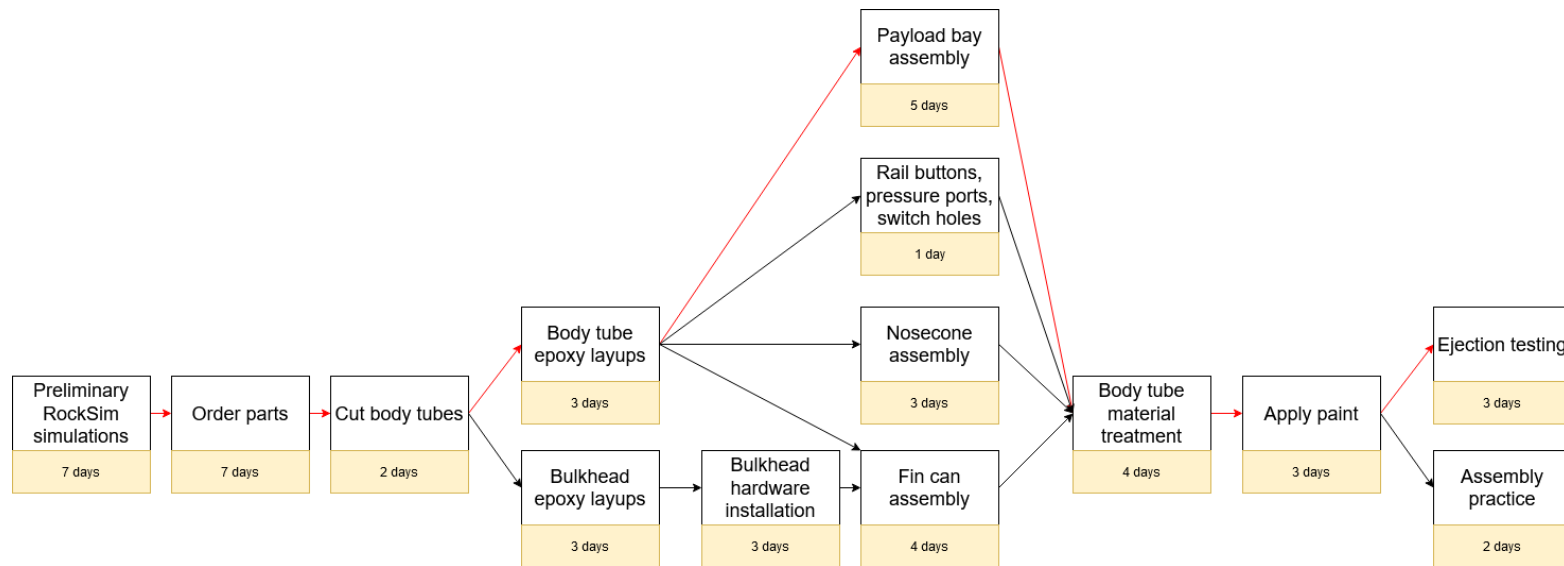 Payload bay
assembly
5 days
Rail buttons,
pressure ports,
switch holes
1 day
Body tube
epoxy layups
3 days
Nosecone
assembly
3 days
Ejection testing
3 days
Preliminary
RockSim
simulations
7 days
Order parts
7 days
Cut body tubes
2 days
Body tube
material
treatment
4 days
Apply paint
3 days
Bulkhead
epoxy layups
3 days
Bulkhead
hardware
installation
3 days
Fin can
assembly
4 days
Assembly
practice
2 days